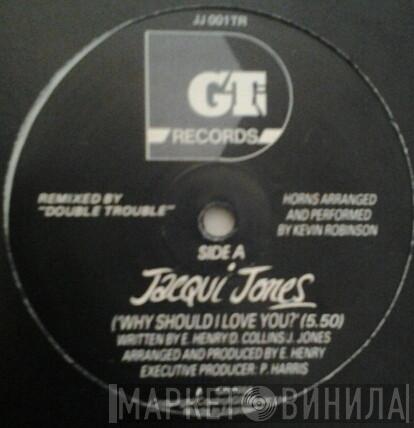 JJ 001TR
GTi
RECORDS
REMIXED BY
"DOUBLE TROUBLE"
HORNS ARRANGED
AND PERFORMED
BY KEVIN ROBINSON
SIDE A
Jacqui Jones
('WHY SHOULD I LOVE YOU?' (5.50)
WRITTEN BY E. HENRY D. COLLINS J. JONES
ARRANGED AND PRODUCED BY E. HENRY
EXECUTIVE PRODUCER: P. HARRIS
МАРКЕТ ВИНИЛА